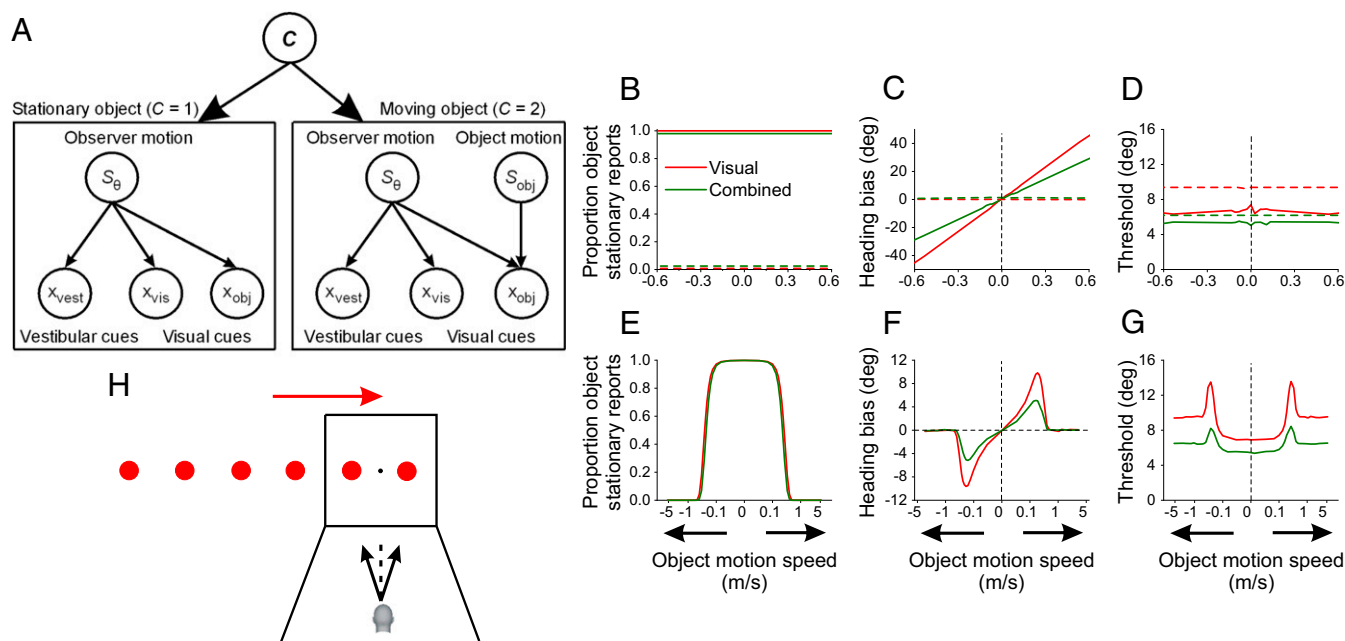 A
C
Stationary object (C = 1)
Moving object (C = 2)
Observer motion
Observer motion
Object motion
Sθ
Sθ
Sobj
xvest
xvis
xobj
xvest
xvis
xobj
Vestibular cues
Visual cues
Vestibular cues
Visual cues
B
Proportion object
stationary reports
1.0
0.8
0.6
0.4
0.2
0.0
Visual
Combined
-0.6
-0.3
0.0
0.3
0.6
C
Heading bias (deg)
40
20
0
-20
-40
-0.6
-0.3
0.0
0.3
0.6
D
Threshold (deg)
16
12
8
4
0
-0.6
-0.3
0.0
0.3
0.6
E
Proportion object
stationary reports
1.0
0.8
0.6
0.4
0.2
0.0
-5
-1
-0.1
0
0.1
1
5
Object motion speed
(m/s)
F
Heading bias (deg)
12
8
4
0
-4
-8
-12
-5
-1
-0.1
0
0.1
1
5
Object motion speed
(m/s)
G
Threshold (deg)
16
12
8
4
0
-5
-1
-0.1
0
0.1
1
5
Object motion speed
(m/s)
H